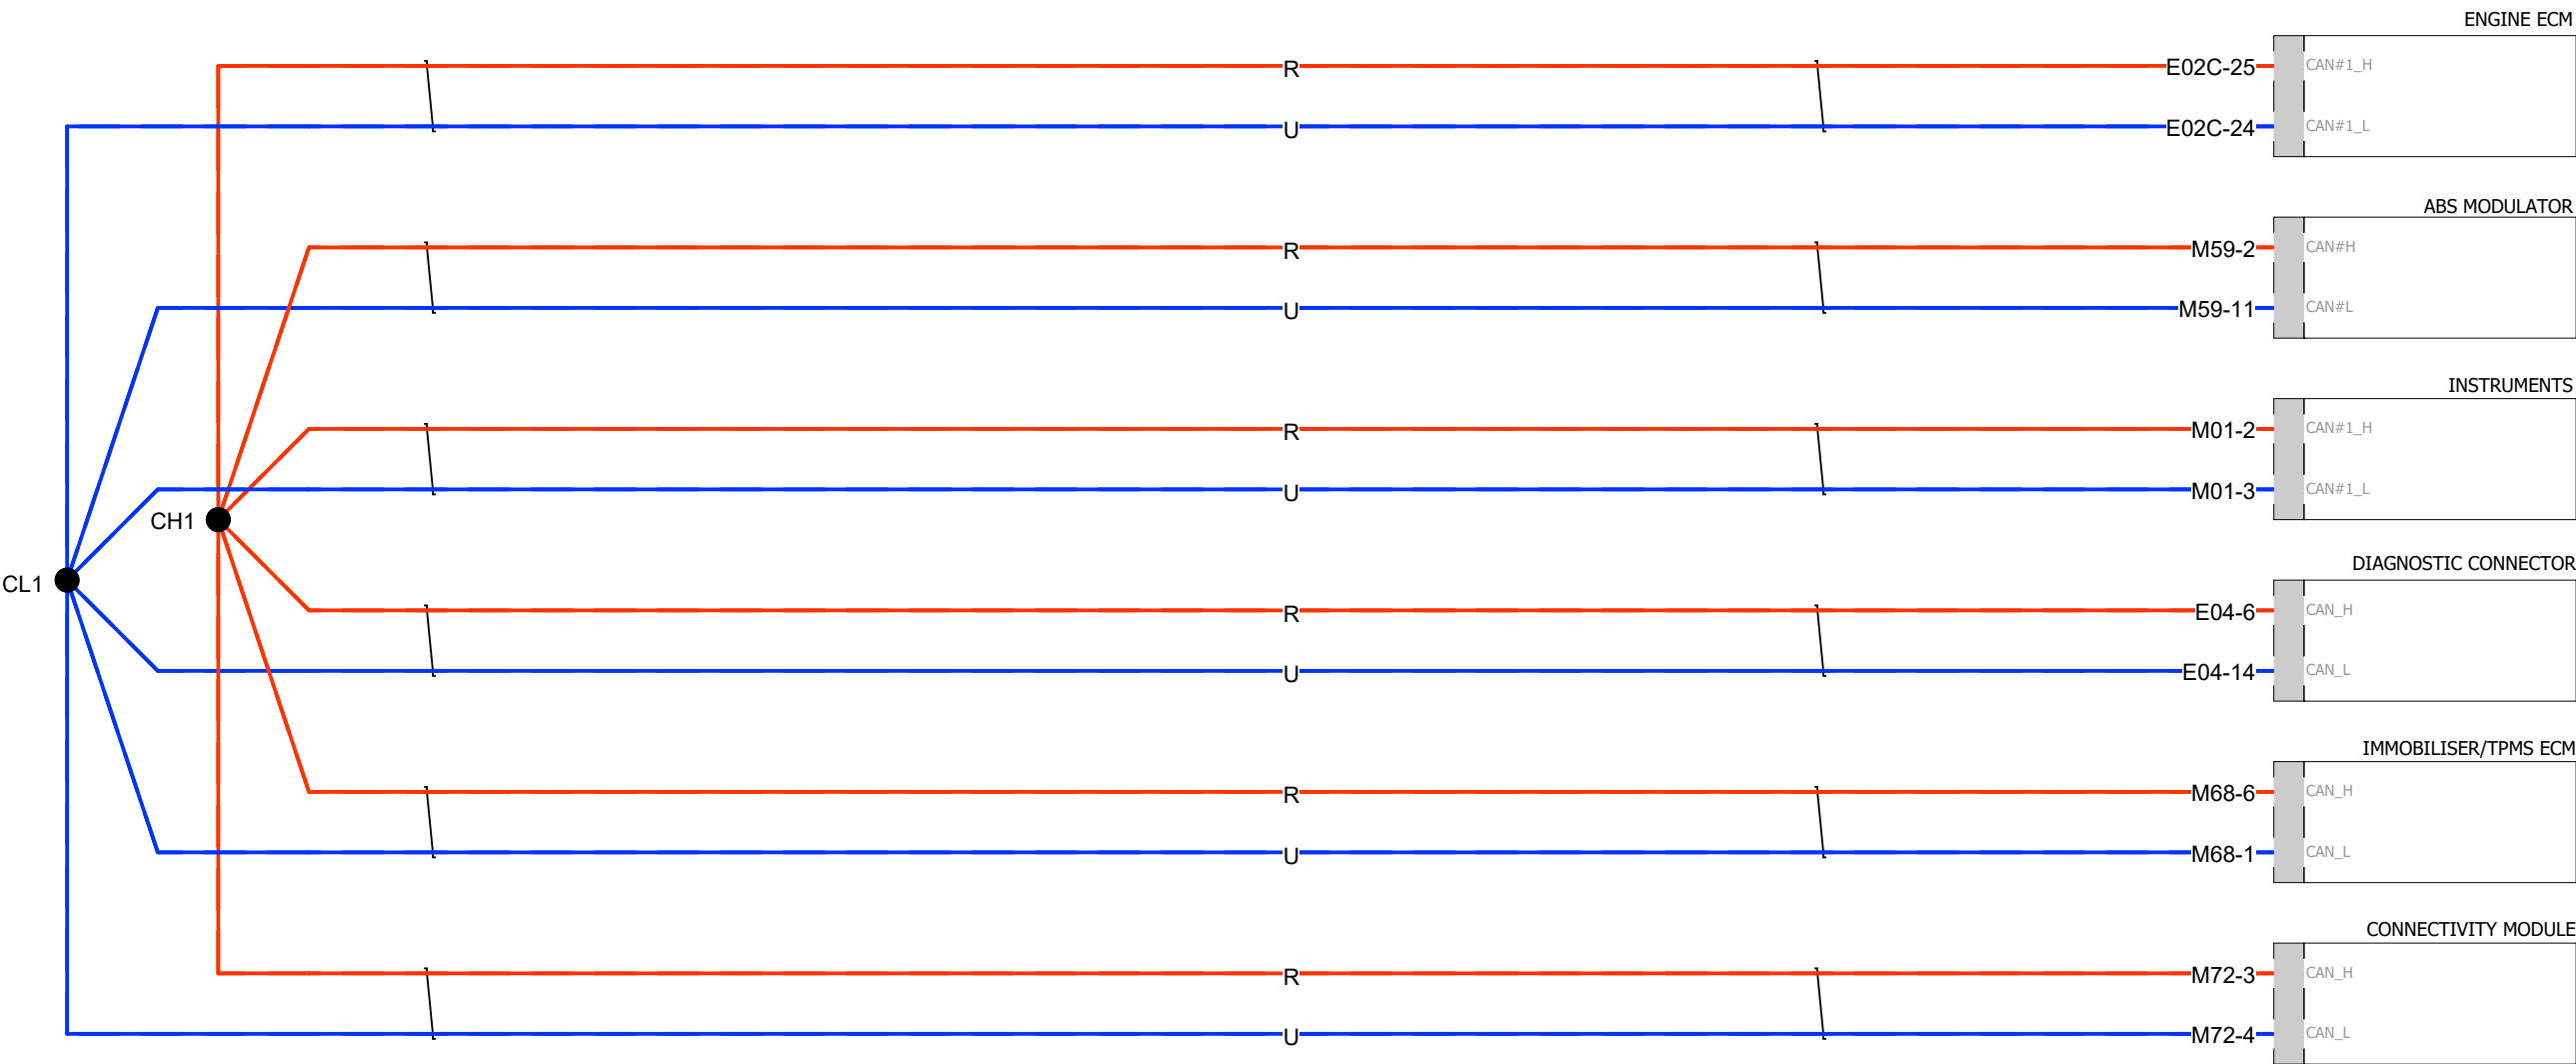 ENGINE ECM
R
E02C-25
CAN#1_H
U
E02C-24
CAN#1_L
ABS MODULATOR
R
M59-2
CAN#H
U
M59-11
CAN#L
INSTRUMENTS
R
M01-2
CAN#1_H
U
M01-3
CAN#1_L
CH1
CL1
DIAGNOSTIC CONNECTOR
R
E04-6
CAN_H
U
E04-14
CAN_L
IMMOBILISER/TPMS ECM
R
M68-6
CAN_H
U
M68-1
CAN_L
CONNECTIVITY MODULE
R
M72-3
CAN_H
U
M72-4
CAN_L